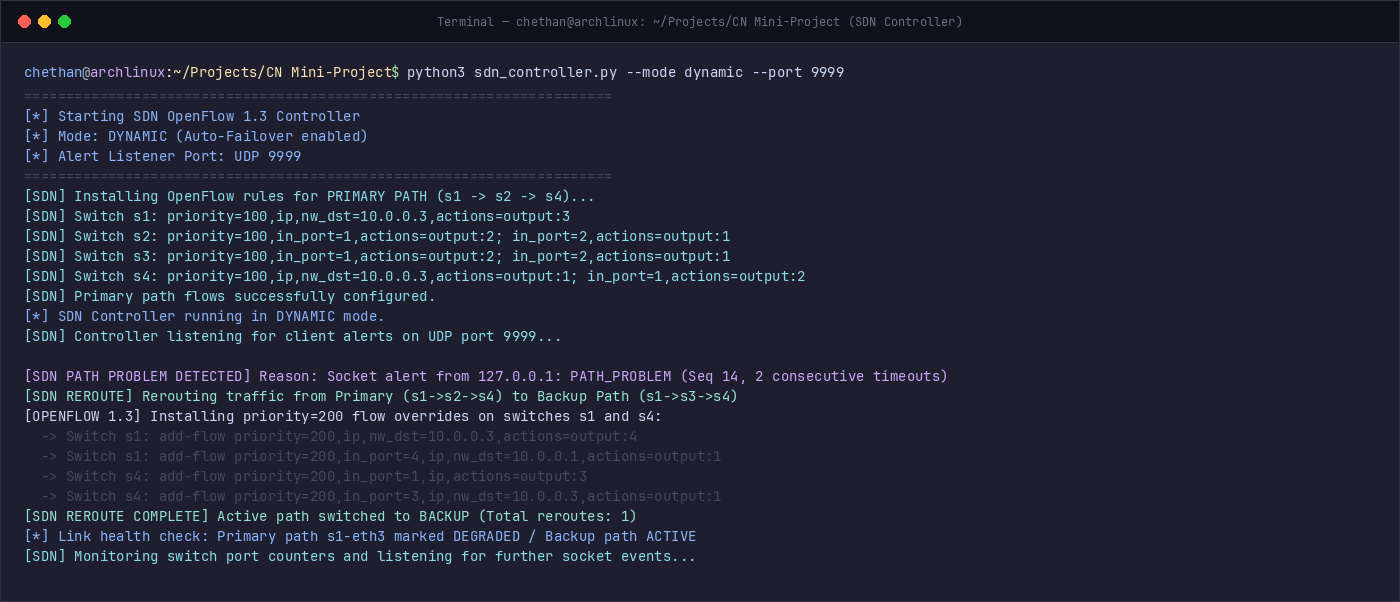 Terminal — chethan@archlinux: ~/Projects/CN Mini-Project (SDN Controller)
chethan@archlinux:~/Projects/CN Mini-Project$ python3 sdn_controller.py --mode dynamic --port 9999
======================================================================
[*] Starting SDN OpenFlow 1.3 Controller
[*] Mode: DYNAMIC (Auto-Failover enabled)
[*] Alert Listener Port: UDP 9999
======================================================================
[SDN] Installing OpenFlow rules for PRIMARY PATH (s1 -> s2 -> s4)...
[SDN] Switch s1: priority=100,ip,nw_dst=10.0.0.3,actions=output:3
[SDN] Switch s2: priority=100,in_port=1,actions=output:2; in_port=2,actions=output:1
[SDN] Switch s3: priority=100,in_port=1,actions=output:2; in_port=2,actions=output:1
[SDN] Switch s4: priority=100,ip,nw_dst=10.0.0.3,actions=output:1; in_port=1,actions=output:2
[SDN] Primary path flows successfully configured.
[*] SDN Controller running in DYNAMIC mode.
[SDN] Controller listening for client alerts on UDP port 9999...
[SDN PATH PROBLEM DETECTED] Reason: Socket alert from 127.0.0.1: PATH_PROBLEM (Seq 14, 2 consecutive timeouts)
[SDN REROUTE] Rerouting traffic from Primary (s1->s2->s4) to Backup Path (s1->s3->s4)
[OPENFLOW 1.3] Installing priority=200 flow overrides on switches s1 and s4:
-> Switch s1: add-flow priority=200,ip,nw_dst=10.0.0.3,actions=output:4
-> Switch s1: add-flow priority=200,in_port=4,ip,nw_dst=10.0.0.1,actions=output:1
-> Switch s4: add-flow priority=200,in_port=1,ip,actions=output:3
-> Switch s4: add-flow priority=200,in_port=3,ip,nw_dst=10.0.0.3,actions=output:1
[SDN REROUTE COMPLETE] Active path switched to BACKUP (Total reroutes: 1)
[*] Link health check: Primary path s1-eth3 marked DEGRADED / Backup path ACTIVE
[SDN] Monitoring switch port counters and listening for further socket events...